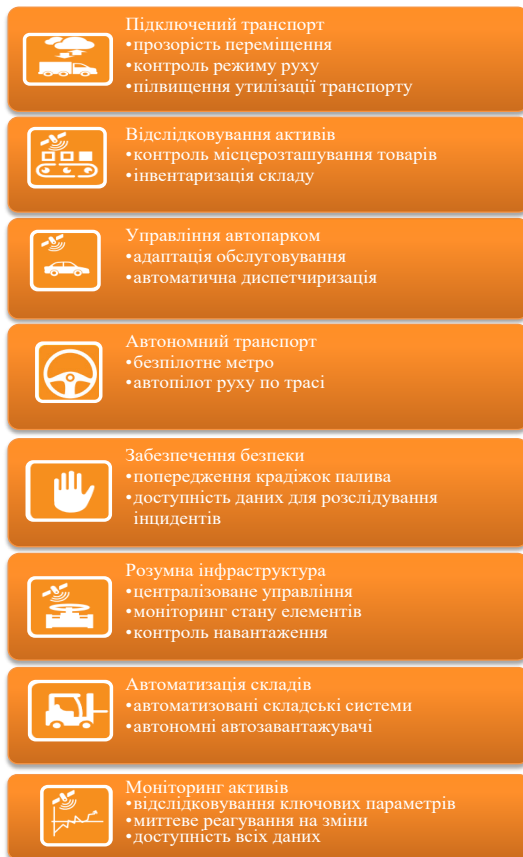 Підключений транспорт
•прозорість переміщення
•контроль режиму руху
•пілвищення утилізації транспорту
Відслідковування активів
•контроль місцерозташування товарів
•інвентаризація складу
Управління автопарком
•адаптація обслуговування
•автоматична диспетчиризація
Автономний транспорт
•безпілотне метро
•автопілот руху по трасі
Забезпечення безпеки
•попередження крадіжок палива
•доступність даних для розслідування
інцидентів
Розумна інфраструктура
•централізоване управління
•моніторинг стану елементів
•контроль навантаження
Автоматизація складів
•автоматизовані складські системи
•автономні автозавантажувачі
Моніторинг активів
•відслідковування ключових параметрів
•миттеве реагування на зміни
•доступність всіх даних